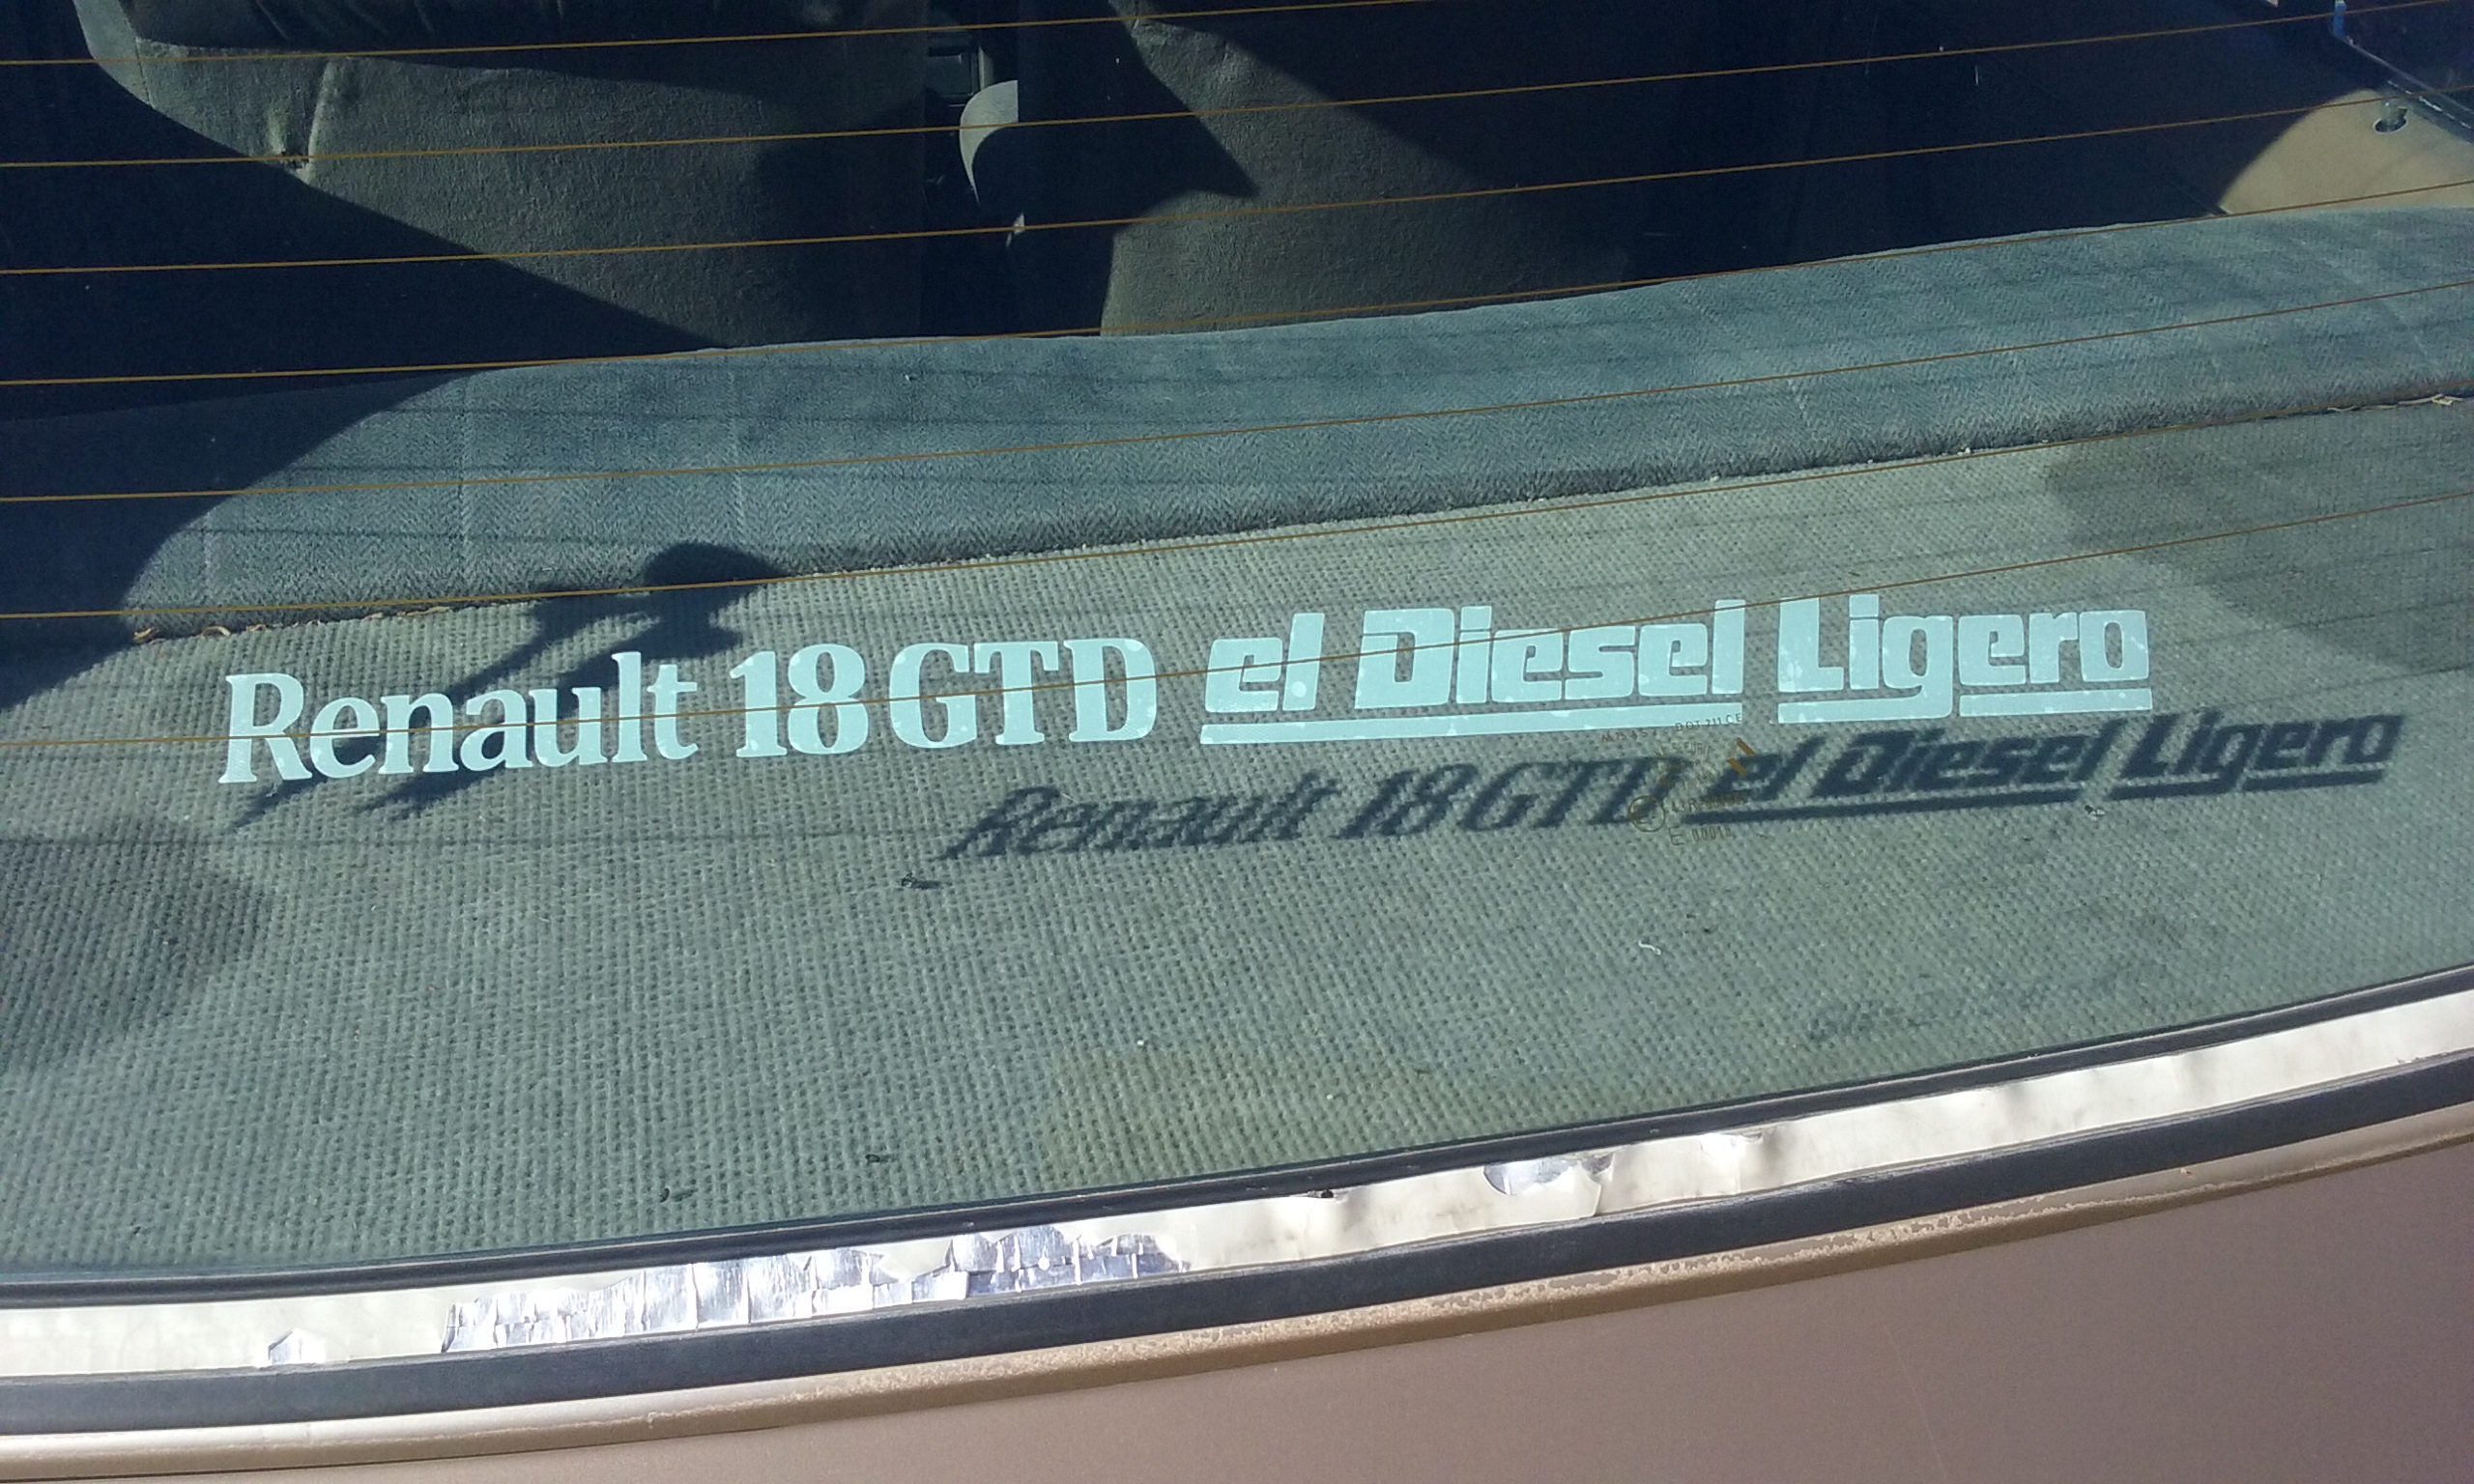 Renault 18 GTD el Diesel Ligero